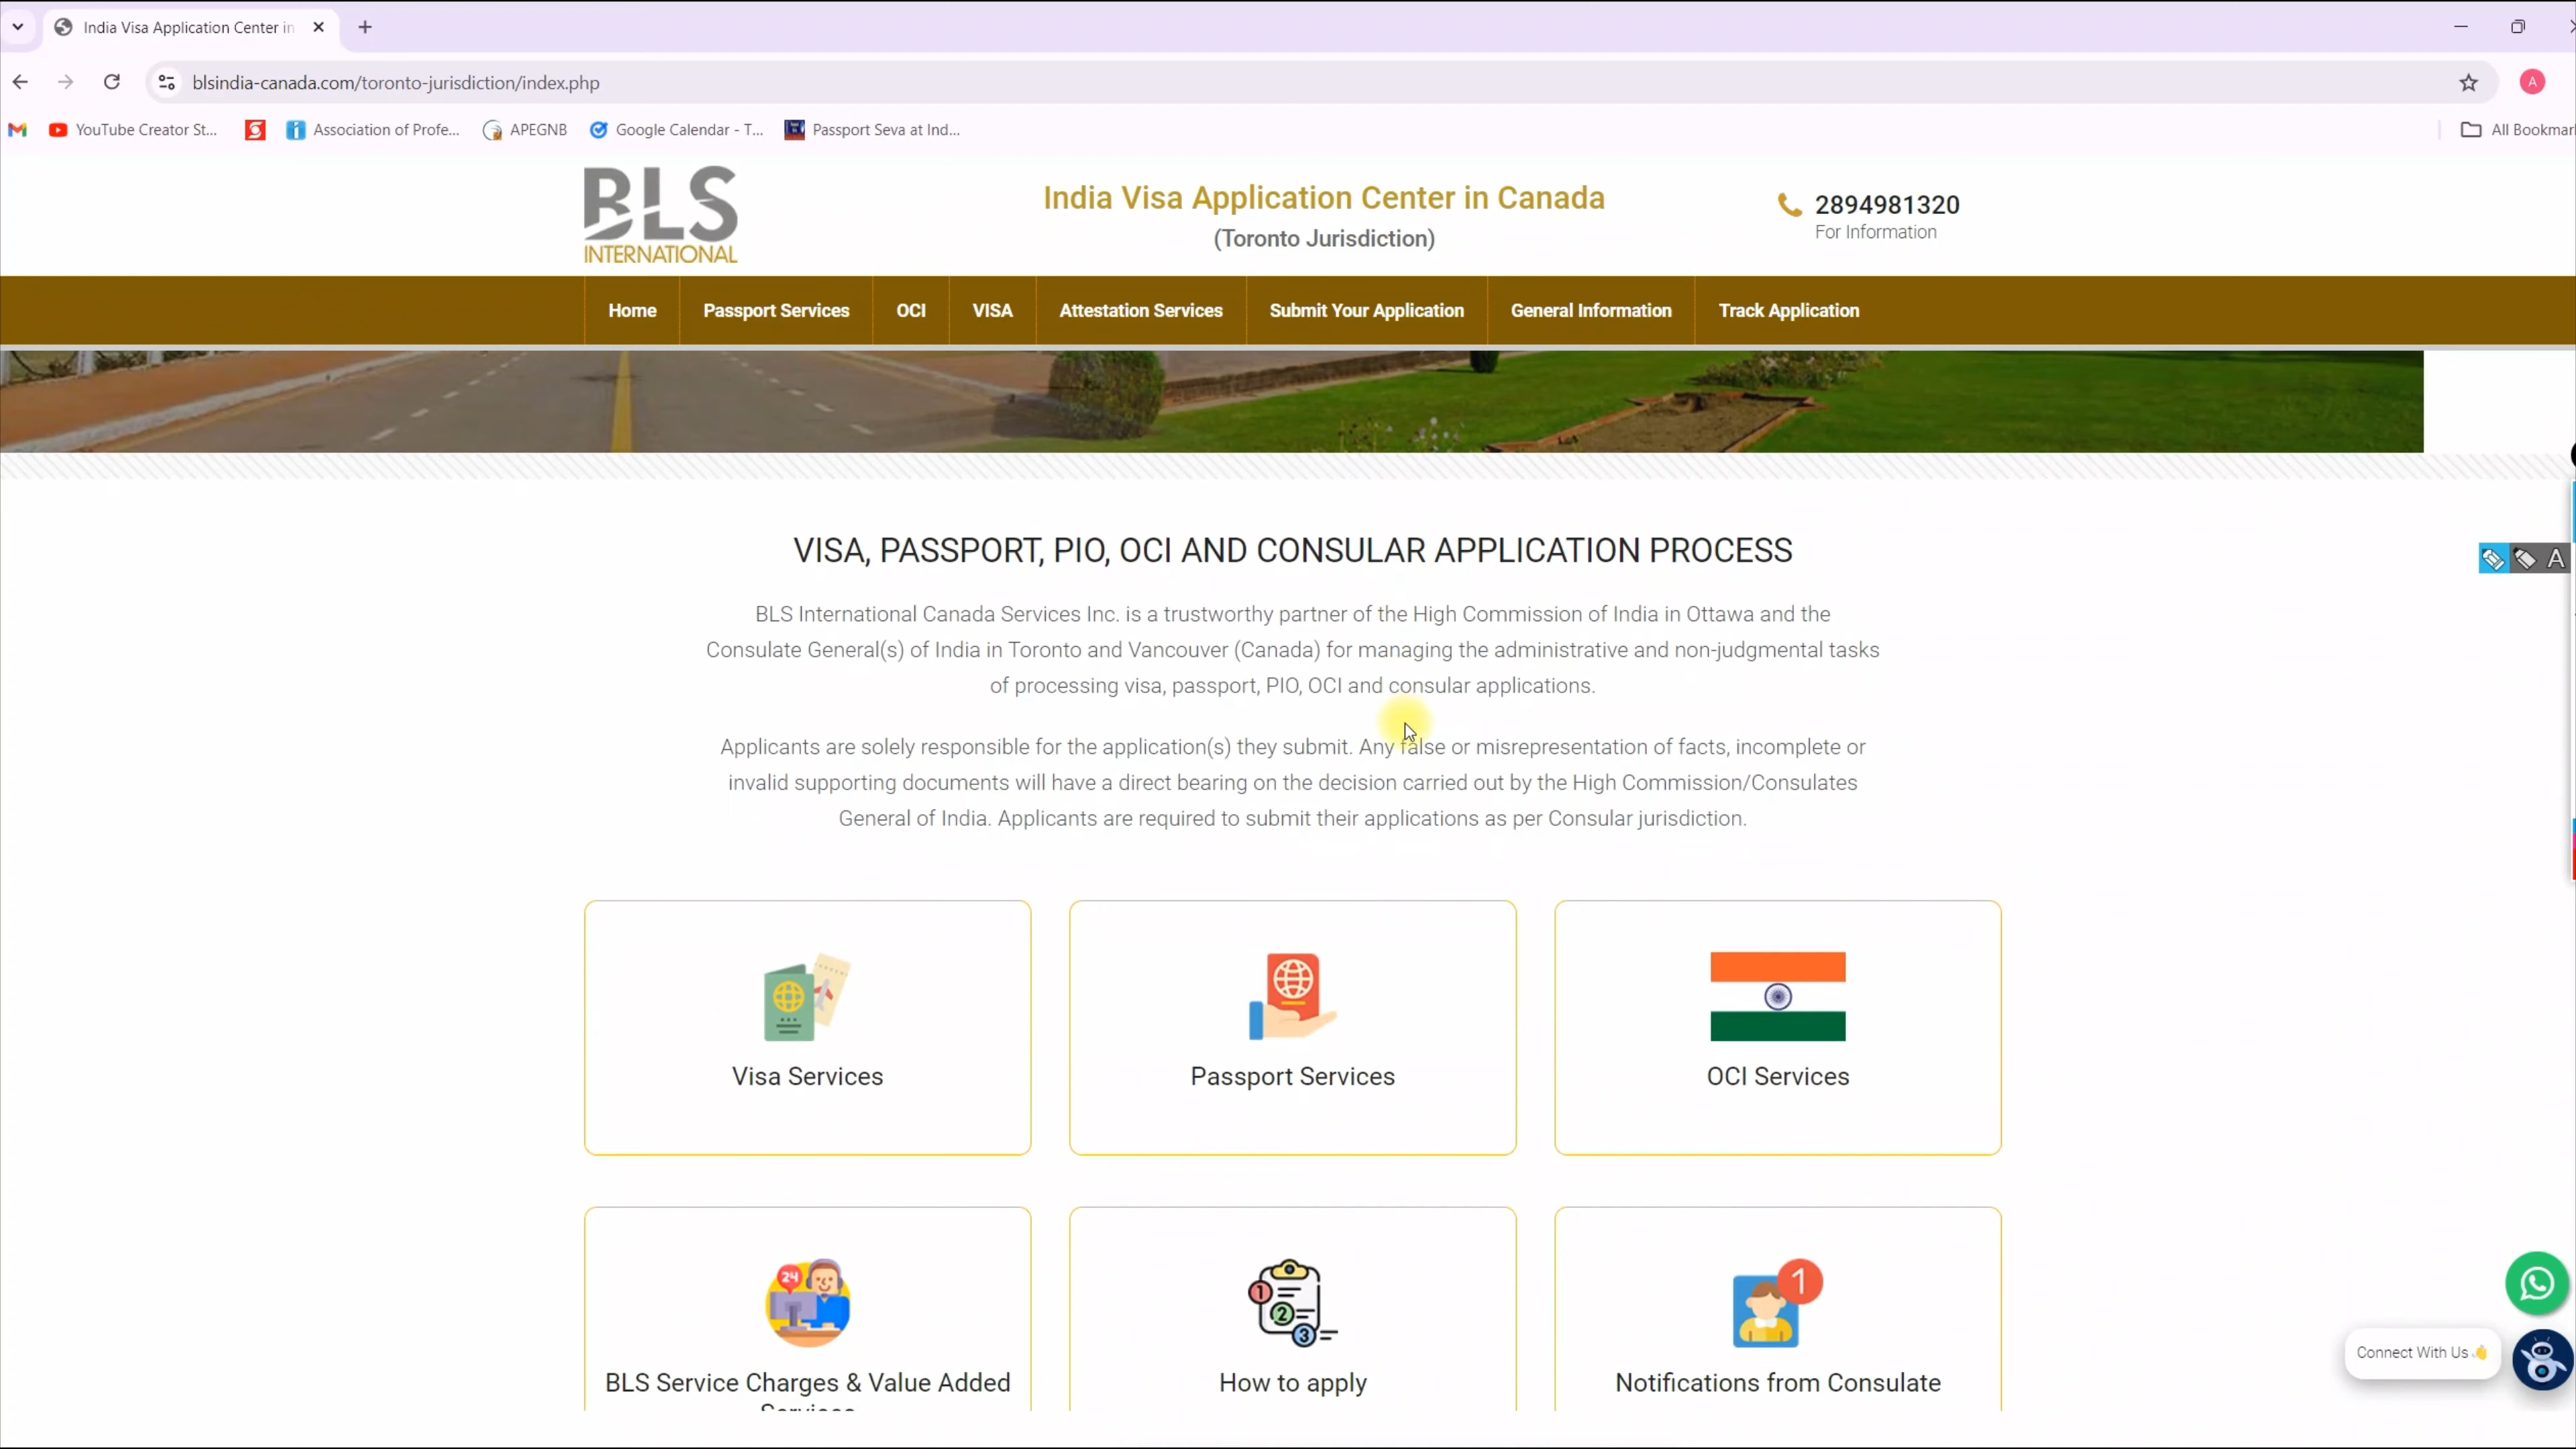 India Visa Application Center in
blsindia-canada.com/toronto-jurisdiction/index.php
A
YouTube Creator St...
Association of Profe...
APEGNB
Google Calendar - T...
Passport Seva at Ind...
All Bookmar
BLS
INTERNATIONAL
India Visa Application Center in Canada
(Toronto Jurisdiction)
2894981320
For Information
Home
Passport Services
OCI
VISA
Attestation Services
Submit Your Application
General Information
Track Application
VISA, PASSPORT, PIO, OCI AND CONSULAR APPLICATION PROCESS
BLS International Canada Services Inc. is a trustworthy partner of the High Commission of India in Ottawa and the
Consulate General(s) of India in Toronto and Vancouver (Canada) for managing the administrative and non-judgmental tasks
of processing visa, passport, PIO, OCI and consular applications.
A
Applicants are solely responsible for the application(s) they submit. Any false or misrepresentation of facts, incomplete or
invalid supporting documents will have a direct bearing on the decision carried out by the High Commission/Consulates
General of India. Applicants are required to submit their applications as per Consular jurisdiction.
Visa Services
Passport Services
OCI Services
24
1
2
3
1
BLS Service Charges & Value Added
Services
How to apply
Notifications from Consulate
Connect With Us